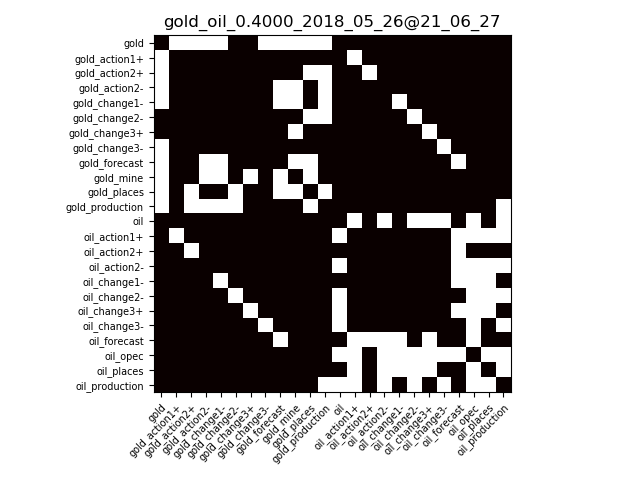 gold_oil_0.4000_2018_05_26@21_06_27
gold
gold_action1+
gold_action2+
gold_action2-
gold_change1-
gold_change2-
gold_change3+
gold_change3-
gold_forecast
gold_mine
gold_places
gold_production
oil
oil_action1+
oil_action2+
oil_action2-
oil_change1-
oil_change2-
oil_change3+
oil_change3-
oil_forecast
oil_opec
oil_places
oil_production
gold
gold_action1+
gold_action2+
gold_action2-
gold_change1-
gold_change2-
gold_change3+
gold_change3-
gold_forecast
gold_mine
gold_places
gold_production
oil
oil_action1+
oil_action2+
oil_action2-
oil_change1-
oil_change2-
oil_change3+
oil_change3-
oil_forecast
oil_opec
oil_places
oil_production